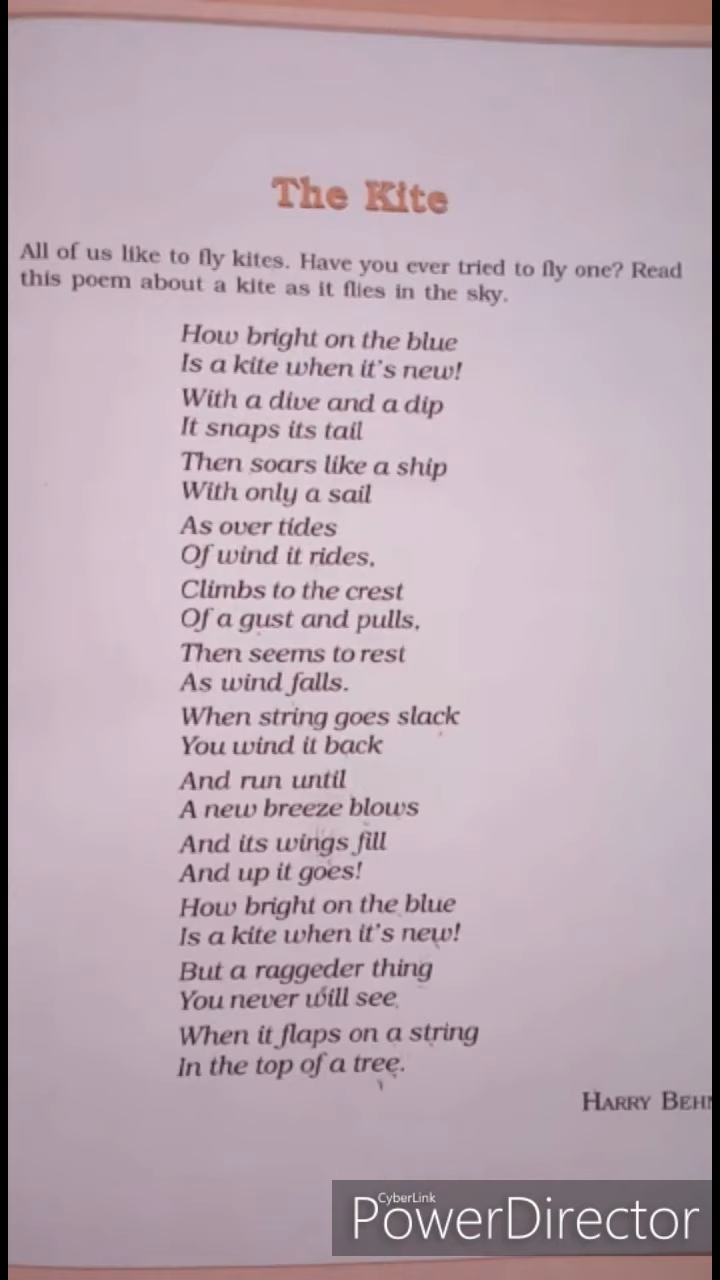 The Kite
All of us like to fly kites. Have you ever tried to fly one? Read
this poem about a kite as it flies in the sky.
How bright on the blue
Is a kite when it's new!
With a dive and a dip
It snaps its tail
Then soars like a ship
With only a sail
As over tides
Of wind it rides,
Climbs to the crest
Of a gust and pulls,
Then seems to rest
As wind falls.
When string goes slack
You wind it back
And run until
A new breeze blows
And its wings fill
And up it goes!
How bright on the blue
Is a kite when it's new!
But a raggeder thing
You never will see
When it flaps on a string
In the top of a tree.
HARRY
CyberLink
PowerDirector